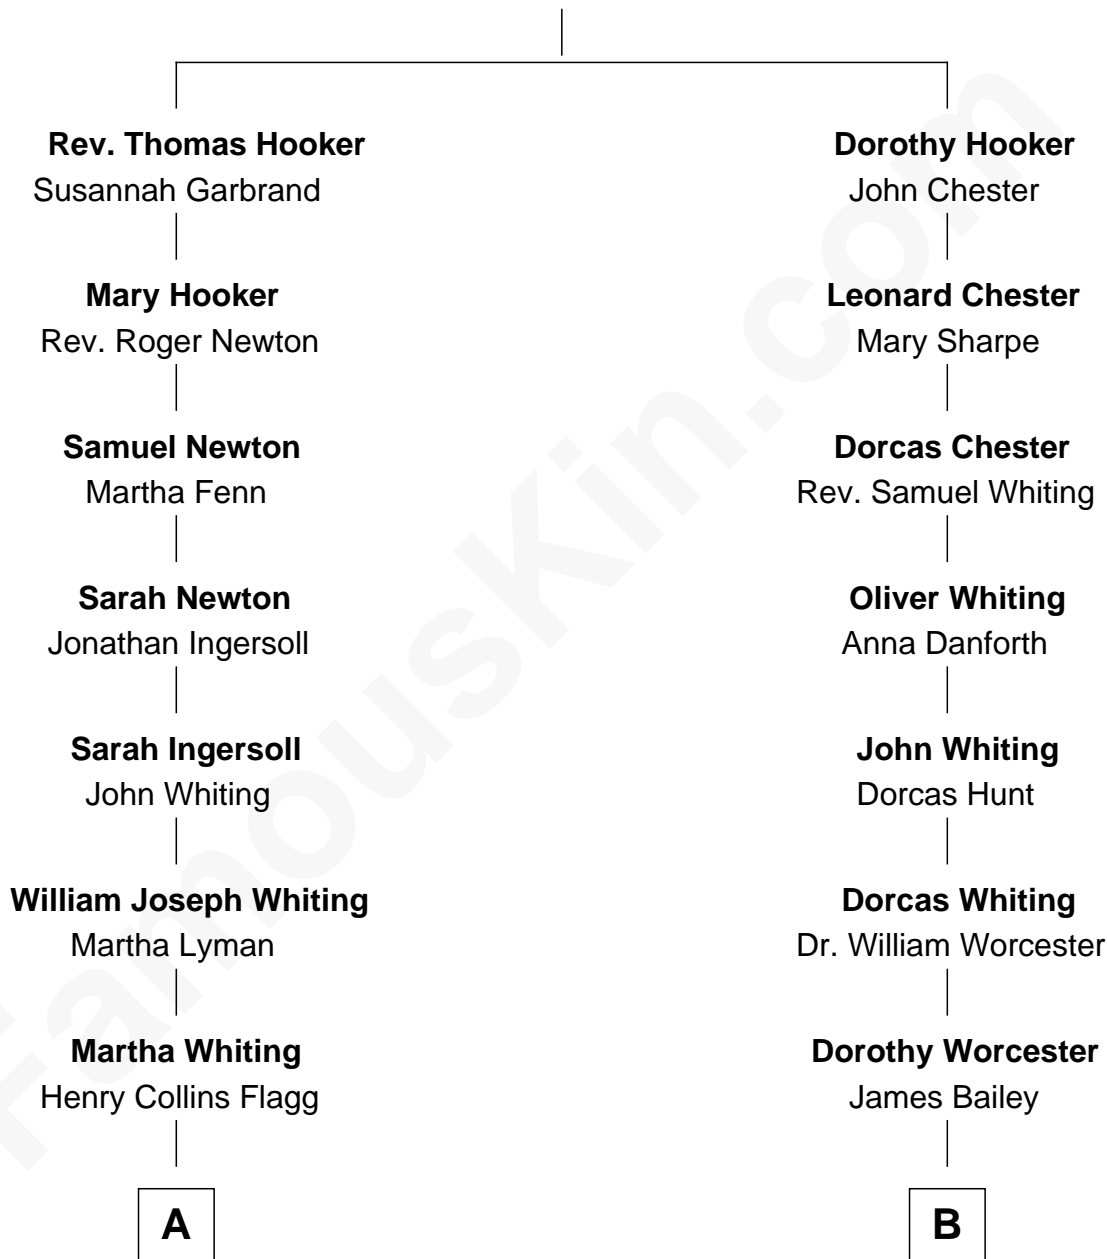 Rev. Thomas Hooker
Susannah Garbrand
Mary Hooker
Rev. Roger Newton
Samuel Newton
Martha Fenn
Sarah Newton
Jonathan Ingersoll
Sarah Ingersoll
John Whiting
William Joseph Whiting
Martha Lyman
Martha Whiting
Henry Collins Flagg
A
Dorothy Hooker
John Chester
Leonard Chester
Mary Sharpe
Dorcas Chester
Rev. Samuel Whiting
Oliver Whiting
Anna Danforth
John Whiting
Dorcas Hunt
Dorcas Whiting
Dr. William Worcester
Dorothy Worcester
James Bailey
B
FamousKin.com